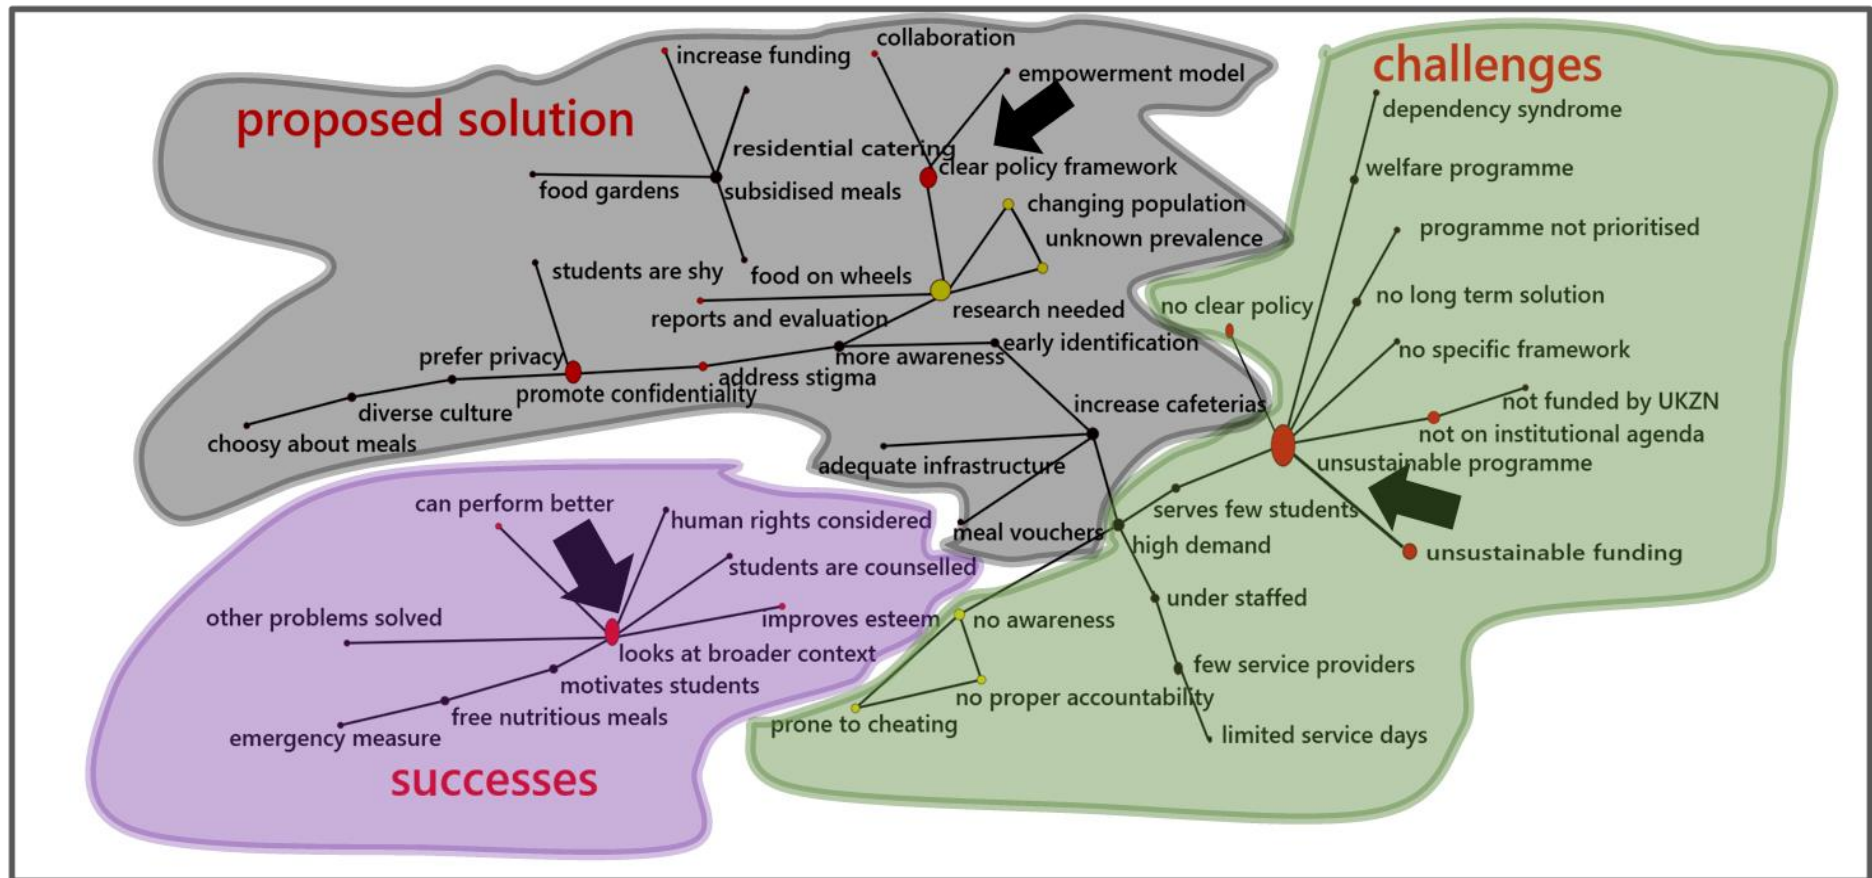 proposed solution
increase funding
collaboration
empowerment model
residential catering
clear policy framework
food gardens
subsidised meals
changing population
unknown prevalence
students are shy
food on wheels
reports and evaluation
research needed
prefer privacy
more awareness
early identification
address stigma
promote confidentiality
diverse culture
choosy about meals
increase cafeterias
adequate infrastructure
meal vouchers
challenges
dependency syndrome
welfare programme
programme not prioritised
no long term solution
no clear policy
no specific framework
not funded by UKZN
not on institutional agenda
unsustainable programme
serves few students
high demand
unsustainable funding
under staffed
no awareness
few service providers
no proper accountability
prone to cheating
limited service days
can perform better
human rights considered
students are counselled
other problems solved
improves esteem
looks at broader context
motivates students
free nutritious meals
emergency measure
successes